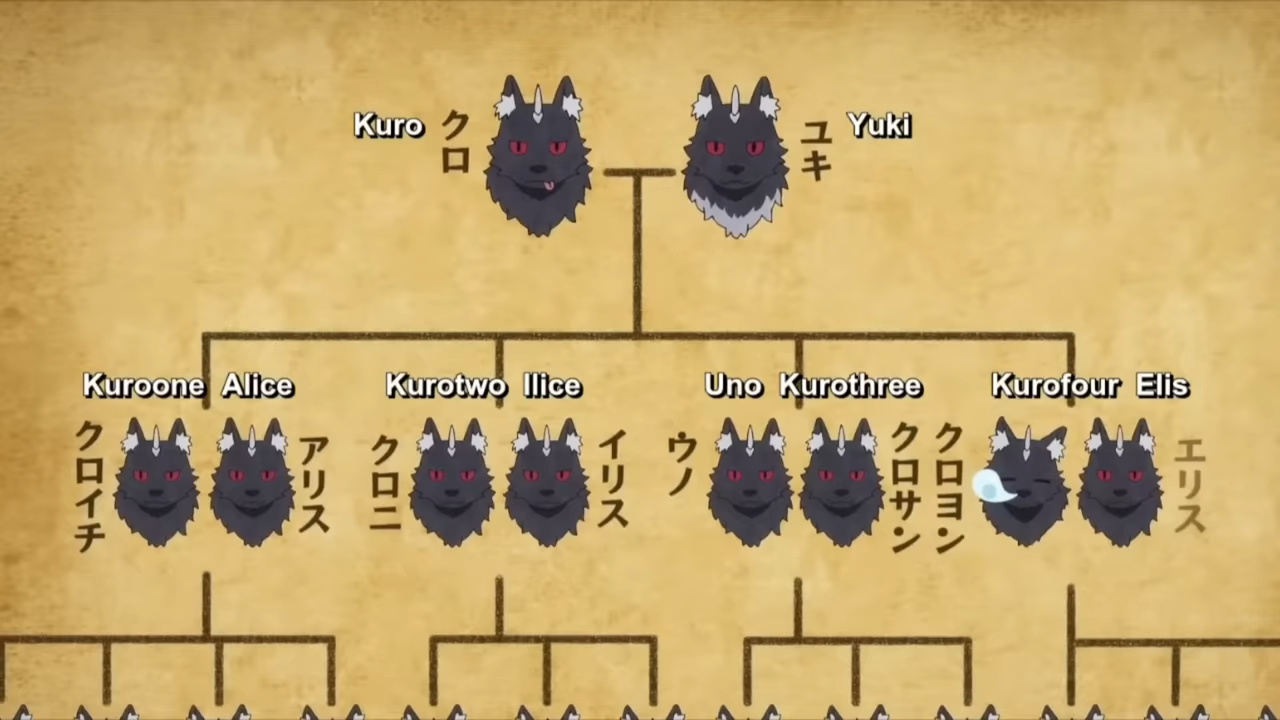 Kuro
クロ
ユキ
Yuki
Kuroone Alice
Kurotwo Ilice
Uno Kurothree
Kurofour Elis
クロイチ
アリス
クロニ
イリス
ウノ
クロサン
クロヨン
エリス